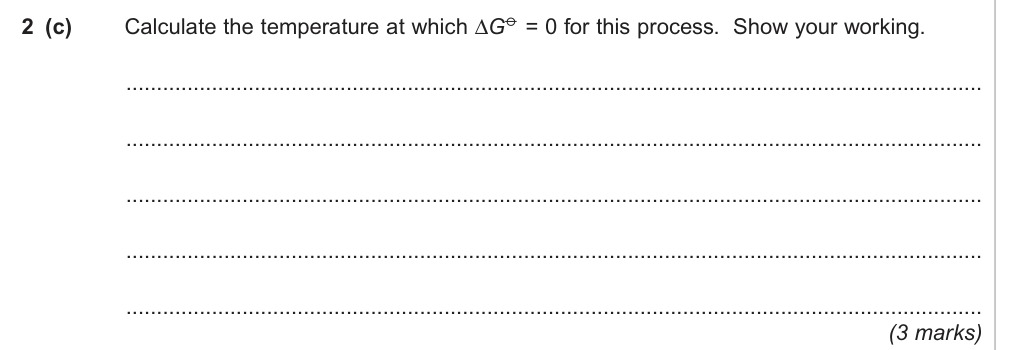 2 (c) Calculate the temperature at which ΔG⦵ = 0 for this process. Show your working.
................................................................................
................................................................................
................................................................................
................................................................................
................................................................................
(3 marks)